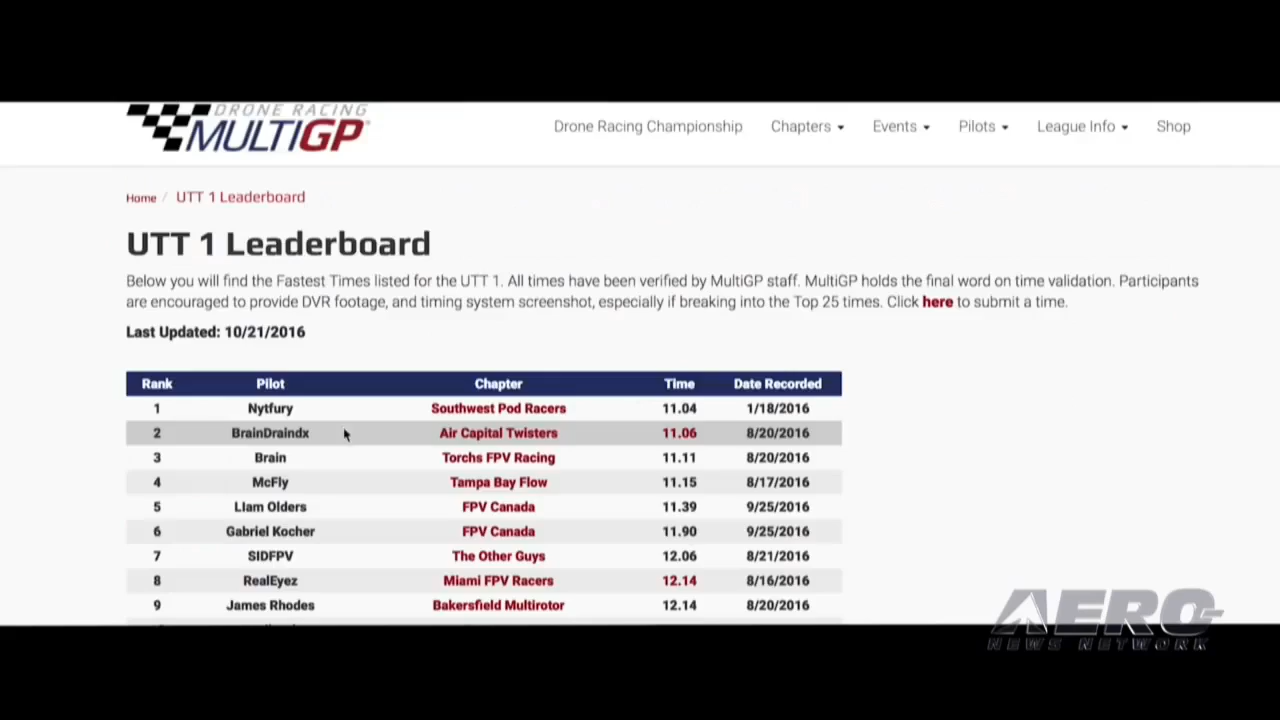 DRONE RACING
MULTIGP
Drone Racing Championship Chapters Events Pilots League Info Shop
Home / UTT 1 Leaderboard
UTT 1 Leaderboard
Below you will find the Fastest Times listed for the UTT 1. All times have been verified by MultiGP staff. MultiGP holds the final word on time validation. Participants
are encouraged to provide DVR footage, and timing system screenshot, especially if breaking into the Top 25 times. Click here to submit a time.
Last Updated: 10/21/2016
Rank Pilot Chapter Time Date Recorded
1 Nytfury Southwest Pod Racers 11.04 1/18/2016
2 BrainDraindx Air Capital Twisters 11.06 8/20/2016
3 Brain Torchs FPV Racing 11.11 8/20/2016
4 McFly Tampa Bay Flow 11.15 8/17/2016
5 LIam Olders FPV Canada 11.39 9/25/2016
6 Gabriel Kocher FPV Canada 11.90 9/25/2016
7 SIDFPV The Other Guys 12.06 8/21/2016
8 RealEyez Miami FPV Racers 12.14 8/16/2016
9 James Rhodes Bakersfield Multirotor 12.14 8/20/2016
AERO
NEWS NETWORK